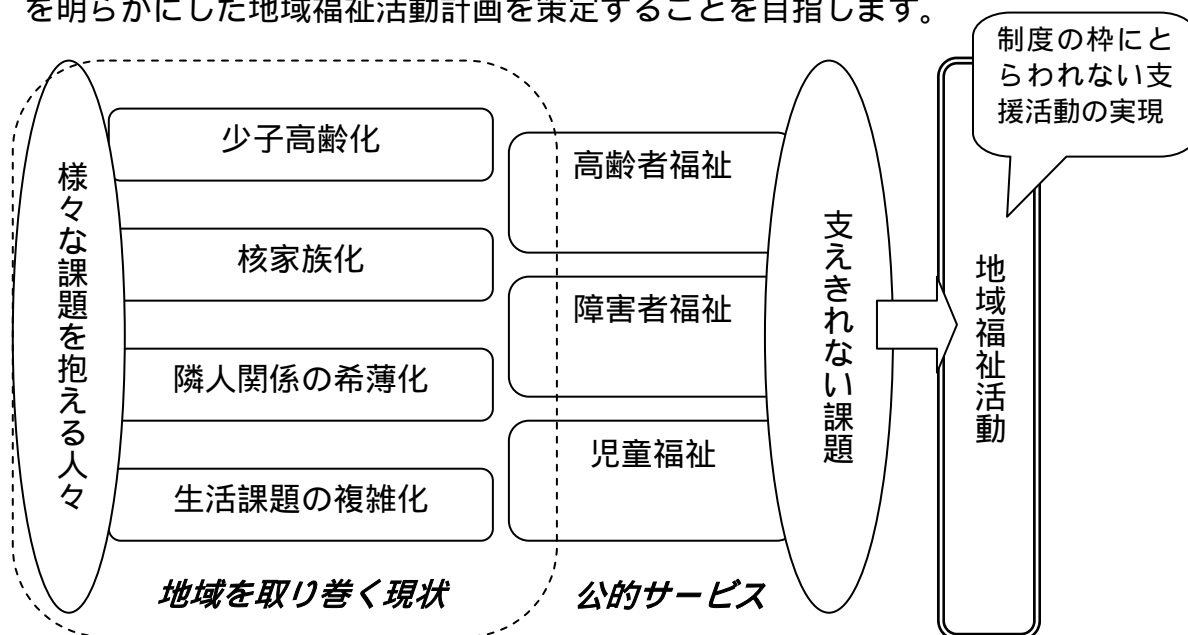 を明らかにした地域福祉活動計画を策定することを目指します。
制度の枠にと
らわれない支
援活動の実現
様々な課題を抱える人々
少子高齢化
核家族化
隣人関係の希薄化
生活課題の複雑化
地域を取り巻く現状
高齢者福祉
障害者福祉
児童福祉
公的サービス
支えきれない課題
地域福祉活動